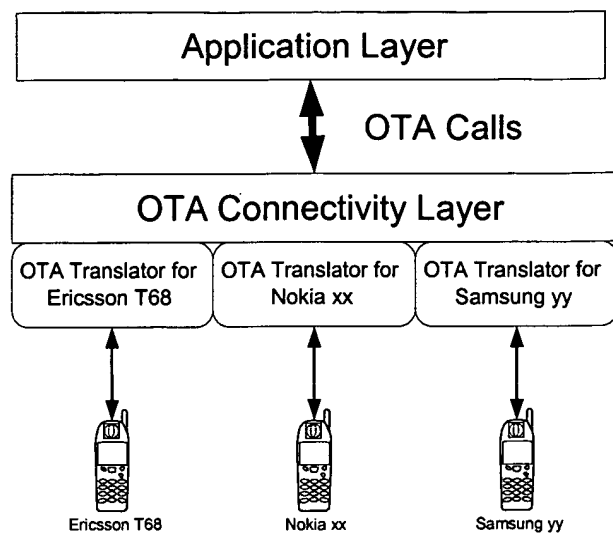 Application Layer
OTA Calls
OTA Connectivity Layer
OTA Translator for
Ericsson T68
OTA Translator for
Nokia xx
OTA Translator for
Samsung yy
Ericsson T68
Nokia xx
Samsung yy